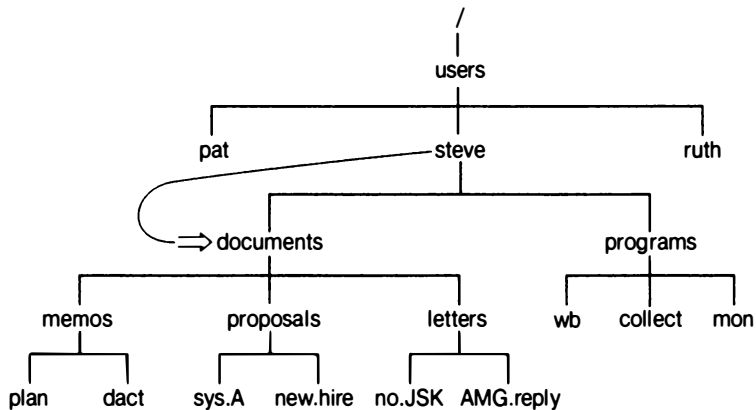 /
users
pat steve ruth
documents programs
memos proposals letters wb collect mon
plan dact sys.A new.hire no.JSK AMG.reply